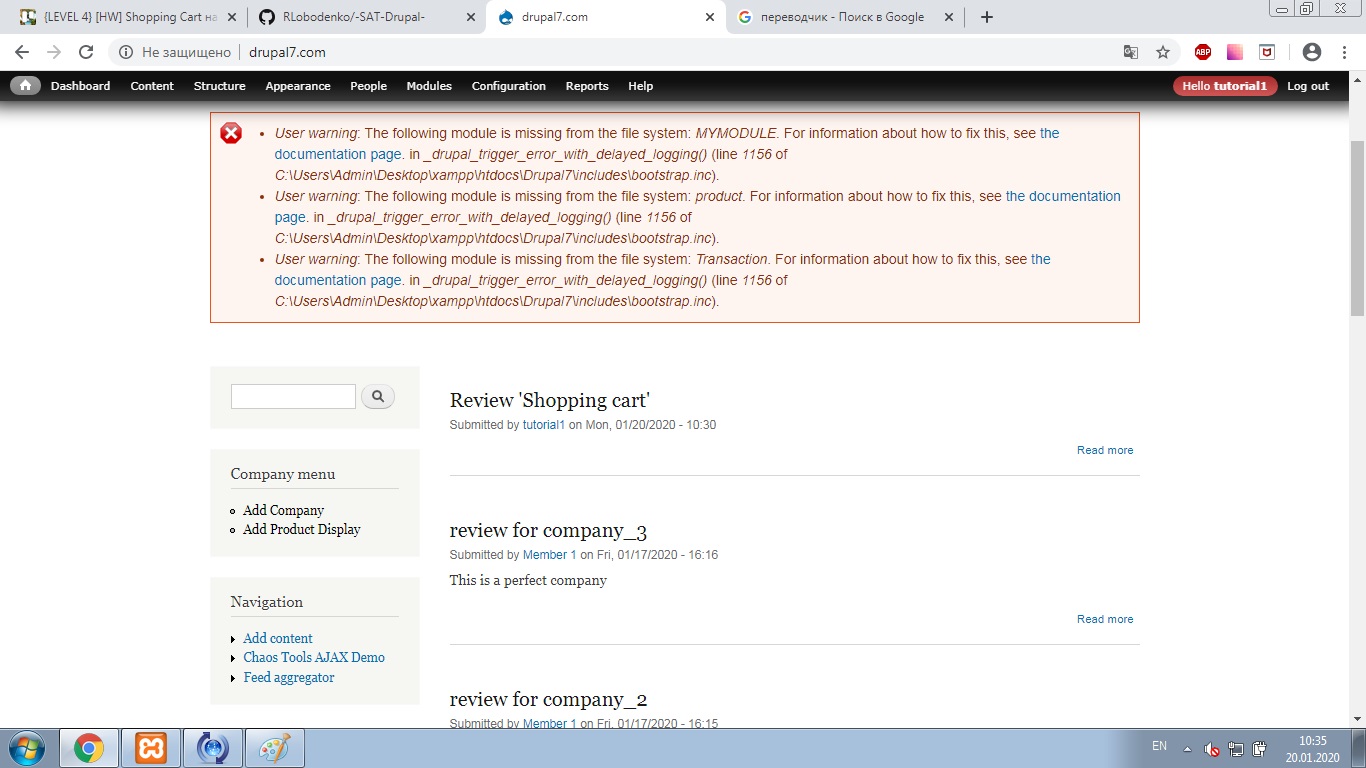 {LEVEL 4} [HW] Shopping Cart на
RLobodenko/-SAT-Drupal-
drupal7.com
переводчик - Поиск в Google
Не защищено
drupal7.com
ABP
Dashboard Content Structure Appearance People Modules Configuration Reports Help
Hello tutorial1 Log out
User warning: The following module is missing from the file system: MYMODULE. For information about how to fix this, see the
documentation page. in _drupal_trigger_error_with_delayed_logging() (line 1156 of
C:\Users\Admin\Desktop\xampp\htdocs\Drupal7\includes\bootstrap.inc).
User warning: The following module is missing from the file system: product. For information about how to fix this, see the documentation
page. in _drupal_trigger_error_with_delayed_logging() (line 1156 of
C:\Users\Admin\Desktop\xampp\htdocs\Drupal7\includes\bootstrap.inc).
User warning: The following module is missing from the file system: Transaction. For information about how to fix this, see the
documentation page. in _drupal_trigger_error_with_delayed_logging() (line 1156 of
C:\Users\Admin\Desktop\xampp\htdocs\Drupal7\includes\bootstrap.inc).
Company menu
Add Company
Add Product Display
Navigation
Add content
Chaos Tools AJAX Demo
Feed aggregator
Review 'Shopping cart'
Submitted by tutorial1 on Mon, 01/20/2020 - 10:30
Read more
review for company_3
Submitted by Member 1 on Fri, 01/17/2020 - 16:16
This is a perfect company
Read more
review for company_2
Submitted by Member 1 on Fri, 01/17/2020 - 16:15
EN
10:35
20.01.2020